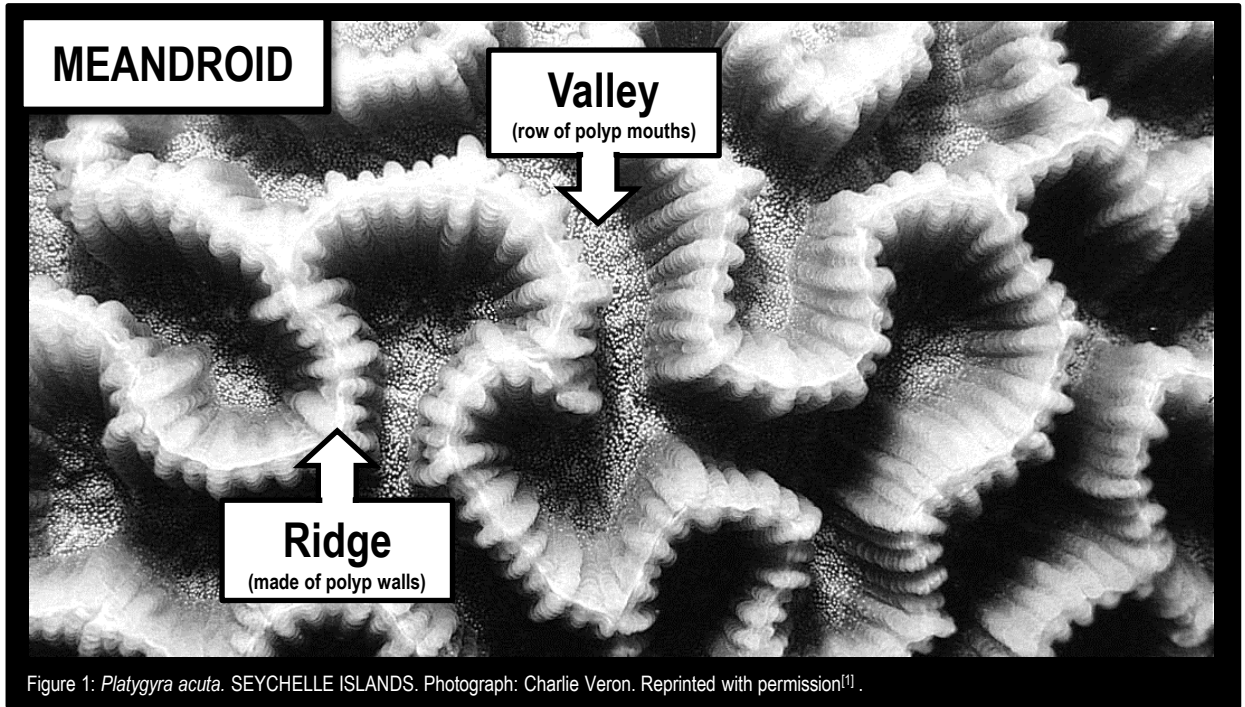 MEANDROID
Valley
(row of polyp mouths)
Ridge
(made of polyp walls)
Figure 1: Platygyra acuta. SEYCHELLE ISLANDS. Photograph: Charlie Veron. Reprinted with permission[1] .